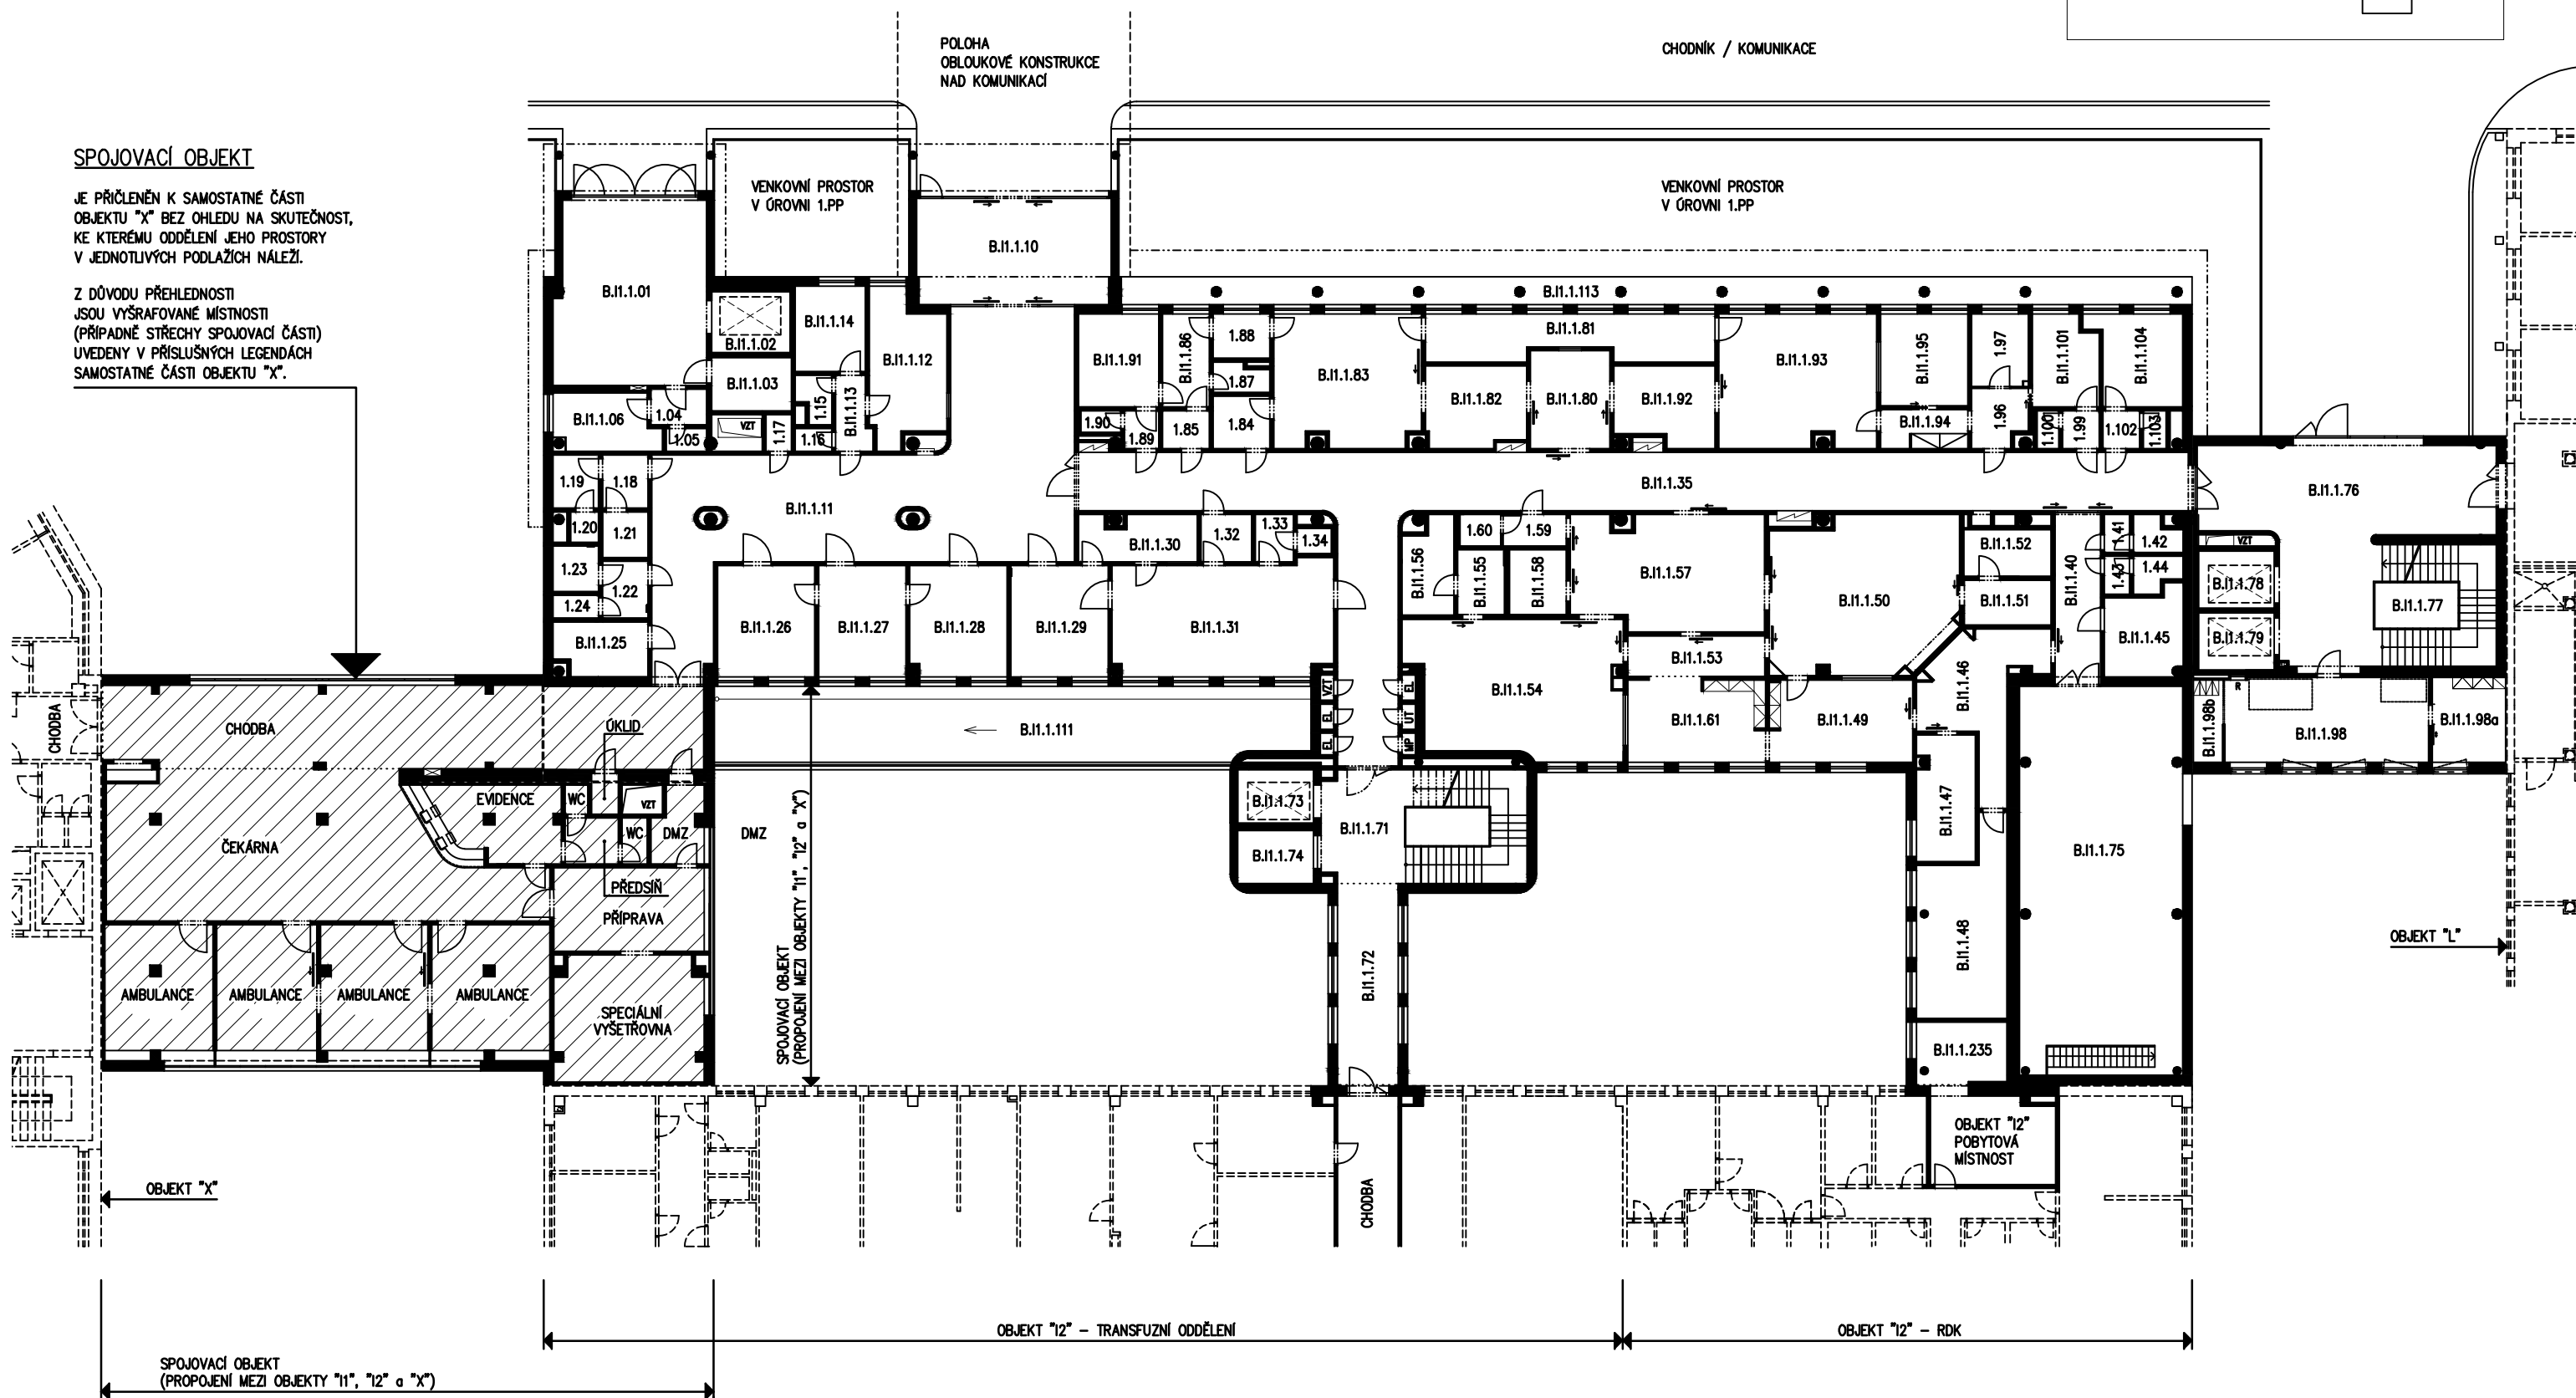 POLOHA
OBLOUKOVÉ KONSTRUKCE
NAD KOMUNIKACÍ
CHODNÍK / KOMUNIKACE
SPOJOVACÍ OBJEKT
JE PŘIČLENĚN K SAMOSTATNÉ ČÁSTI
OBJEKTU "X" BEZ OHLEDU NA SKUTEČNOST,
KE KTERÉMU ODDĚLENÍ JEHO PROSTORY
V JEDNOTLIVÝCH PODLAŽÍCH NÁLEŽÍ.
Z DŮVODU PŘEHLEDNOSTI
JSOU VYŠRAFOVANÉ MÍSTNOSTI
(PŘÍPADNĚ STŘECHY SPOJOVACÍ ČÁSTI)
UVEDENY V PŘÍSLUŠNÝCH LEGENDÁCH
SAMOSTATNÉ ČÁSTI OBJEKTU "X".
VENKOVNÍ PROSTOR
V ÚROVNI 1.PP
VENKOVNÍ PROSTOR
V ÚROVNI 1.PP
B.I1.1.10
B.I1.1.01
B.I1.1.113
B.I1.1.14
B.I1.1.02
B.I1.1.12
B.I1.1.03
B.I1.1.13
1.15
1.16
1.17
VZT
B.I1.1.06
1.04
1.05
B.I1.1.91
B.I1.1.86
1.88
1.87
1.84
1.85
1.89
1.90
B.I1.1.83
B.I1.1.81
B.I1.1.82
B.I1.1.80
B.I1.1.92
B.I1.1.93
B.I1.1.95
B.I1.1.94
1.97
1.96
B.I1.1.101
B.I1.1.104
1.100
1.99
1.102
1.103
1.19
1.18
1.20
1.21
1.23
1.22
1.24
B.I1.1.25
B.I1.1.11
B.I1.1.35
B.I1.1.76
B.I1.1.30
1.32
1.33
1.34
B.I1.1.26
B.I1.1.27
B.I1.1.28
B.I1.1.29
B.I1.1.31
B.I1.1.56
1.60
1.59
B.I1.1.55
B.I1.1.58
B.I1.1.57
B.I1.1.50
B.I1.1.52
B.I1.1.51
B.I1.1.40
1.41
1.42
1.43
1.44
B.I1.1.45
VZT
B.I1.1.78
B.I1.1.79
B.I1.1.77
B.I1.1.53
B.I1.1.54
B.I1.1.61
B.I1.1.49
B.I1.1.46
B.I1.1.47
B.I1.1.48
B.I1.1.75
B.I1.1.235
B.I1.1.98b
R
B.I1.1.98
B.I1.1.98a
VZT
EL
EL
EL
UT
MP
B.I1.1.111
B.I1.1.73
B.I1.1.74
B.I1.1.71
B.I1.1.72
CHODBA
CHODBA
ÚKLID
EVIDENCE
WC
VZT
WC
DMZ
DMZ
ČEKÁRNA
PŘEDSÍŇ
PŘÍPRAVA
AMBULANCE
AMBULANCE
AMBULANCE
AMBULANCE
SPECIÁLNÍ
VYŠETŘOVNA
SPOJOVACÍ OBJEKT
(PROPOJENÍ MEZI OBJEKTY "I1", "I2" a "X")
OBJEKT "L"
OBJEKT "I2"
POBYTOVÁ
MÍSTNOST
CHODBA
OBJEKT "X"
OBJEKT "I2" – TRANSFUZNÍ ODDĚLENÍ
OBJEKT "I2" – RDK
SPOJOVACÍ OBJEKT
(PROPOJENÍ MEZI OBJEKTY "I1", "I2" a "X")